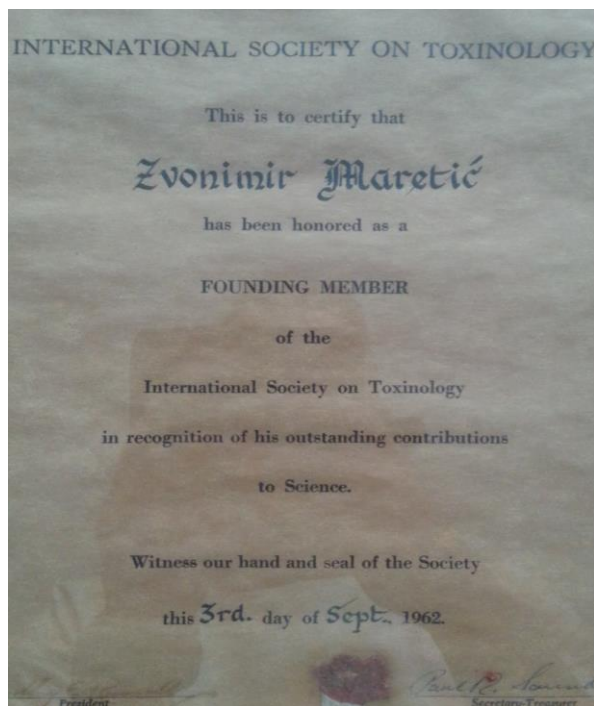 INTERNATIONAL SOCIETY ON TOXINOLOGY
This is to certify that
Zvonimir Maretić
has been honored as a
FOUNDING MEMBER
of the
International Society on Toxinology
in recognition of his outstanding contributions
to Science.
Witness our hand and seal of the Society
this 3rd. day of Sept., 1962.
Paul R.
President Secretary-Treasurer